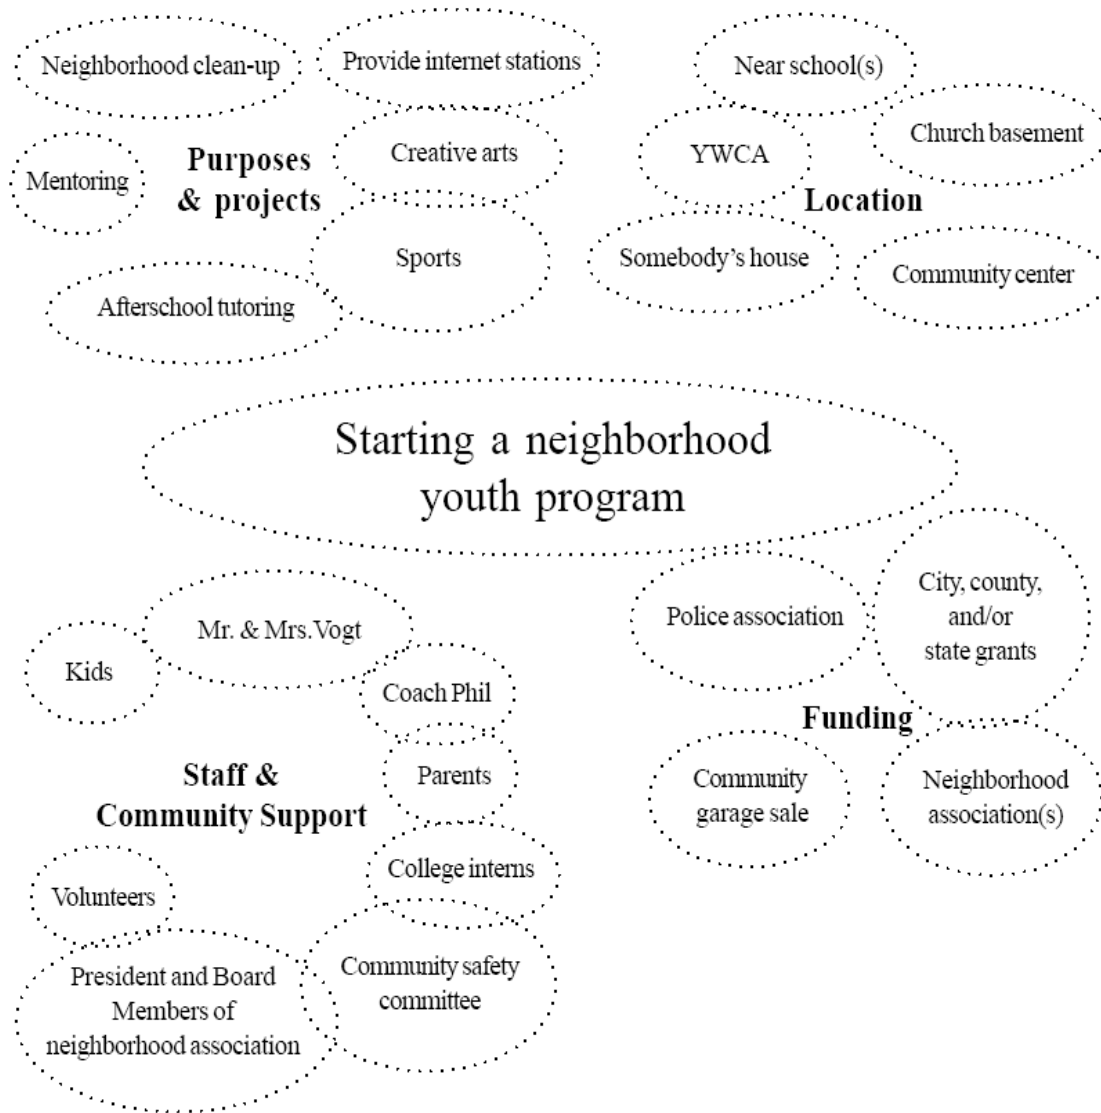 Neighborhood clean-up
Provide internet stations
Mentoring
Purposes
& projects
Creative arts
Sports
Afterschool tutoring
Near school(s)
Church basement
YWCA
Location
Somebody's house
Community center
Starting a neighborhood
youth program
Mr. & Mrs.Vogt
Kids
Coach Phil
Staff &
Community Support
Parents
College interns
Volunteers
President and Board
Members of
neighborhood association
Community safety
committee
Police association
City, county,
and/or
state grants
Funding
Community
garage sale
Neighborhood
association(s)